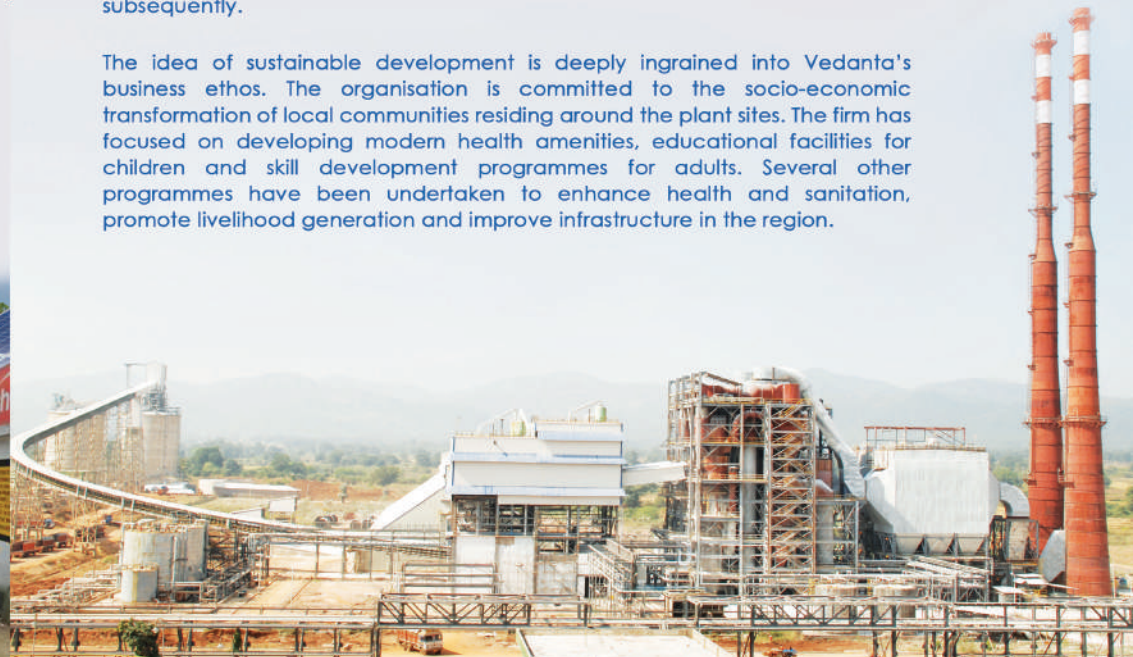 subsequently.
The idea of sustainable development is deeply ingrained into Vedanta's
business ethos. The organisation is committed to the socio-economic
transformation of local communities residing around the plant sites. The firm has
focused on developing modern health amenities, educational facilities for
children and skill development programmes for adults. Several other
programmes have been undertaken to enhance health and sanitation,
promote livelihood generation and improve infrastructure in the region.
h